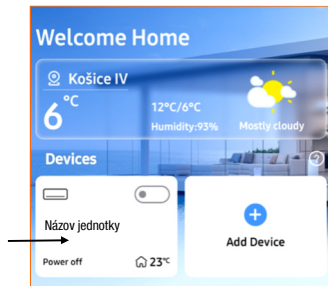 Welcome Home
Košice IV
6°C
12°C/6°C
Humidity:93%
Mostly cloudy
Devices
?
Názov jednotky
Power off
23℃
Add Device